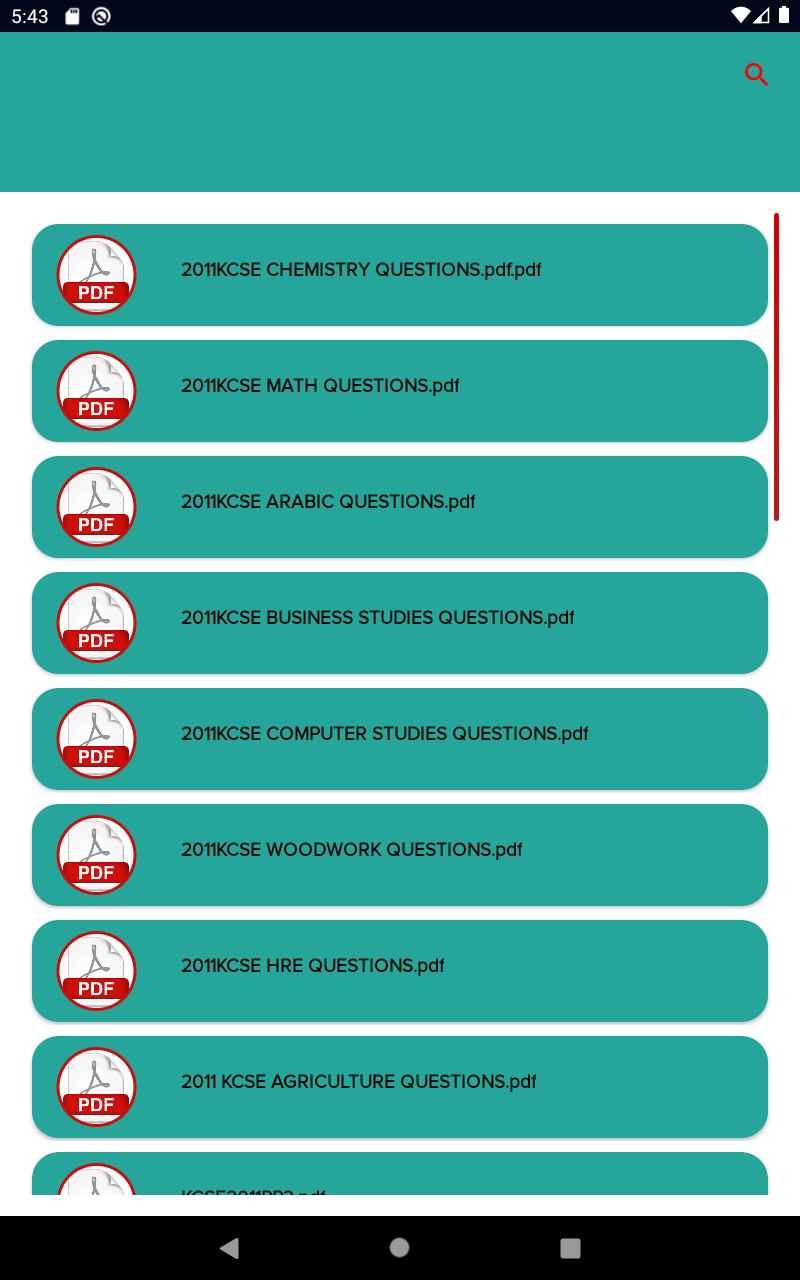 5:43
PDF
2011KCSE CHEMISTRY QUESTIONS.pdf.pdf
PDF
2011KCSE MATH QUESTIONS.pdf
PDF
2011KCSE ARABIC QUESTIONS.pdf
PDF
2011KCSE BUSINESS STUDIES QUESTIONS.pdf
PDF
2011KCSE COMPUTER STUDIES QUESTIONS.pdf
PDF
2011KCSE WOODWORK QUESTIONS.pdf
PDF
2011KCSE HRE QUESTIONS.pdf
PDF
2011 KCSE AGRICULTURE QUESTIONS.pdf